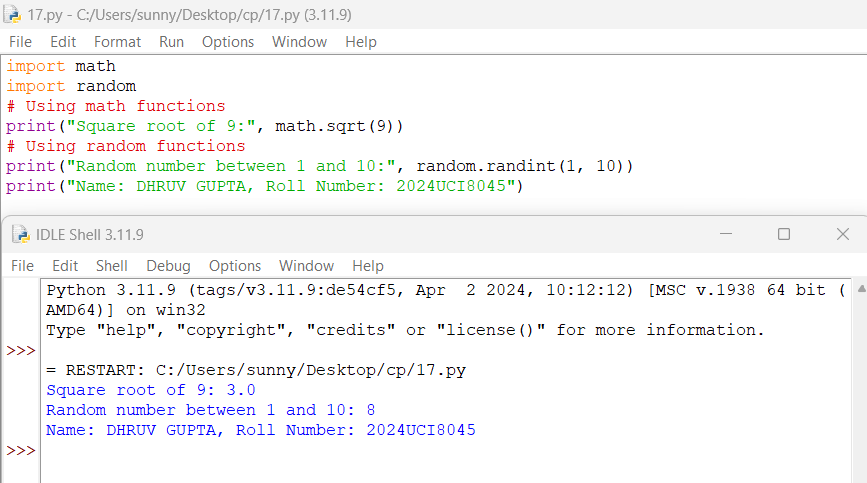 17.py - C:/Users/sunny/Desktop/cp/17.py (3.11.9)
File Edit Format Run Options Window Help
import math
import random
# Using math functions
print("Square root of 9:", math.sqrt(9))
# Using random functions
print("Random number between 1 and 10:", random.randint(1, 10))
print("Name: DHRUV GUPTA, Roll Number: 2024UCI8045")
IDLE Shell 3.11.9
File Edit Shell Debug Options Window Help
Python 3.11.9 (tags/v3.11.9:de54cf5, Apr  2 2024, 10:12:12) [MSC v.1938 64 bit (
AMD64)] on win32
Type "help", "copyright", "credits" or "license()" for more information.
>>>
= RESTART: C:/Users/sunny/Desktop/cp/17.py
Square root of 9: 3.0
Random number between 1 and 10: 8
Name: DHRUV GUPTA, Roll Number: 2024UCI8045
>>>